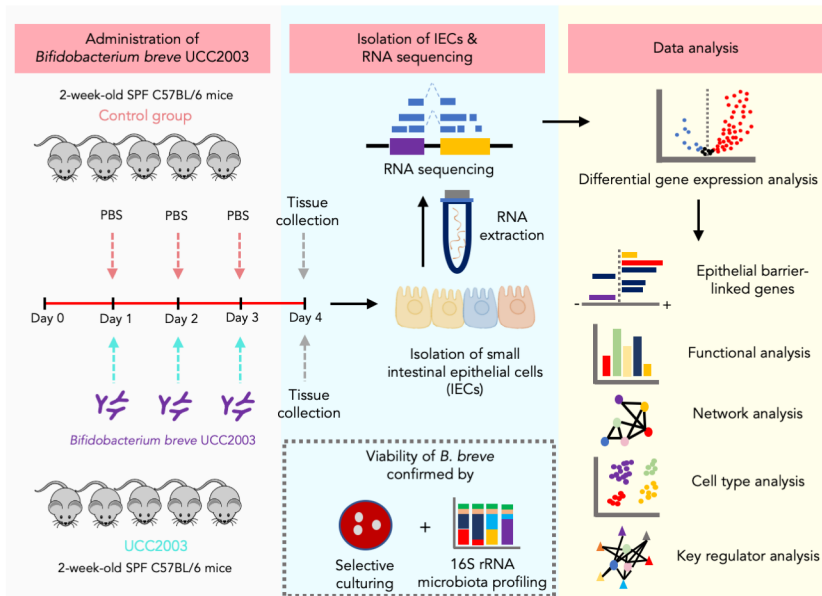 Administration of
Bifidobacterium breve UCC2003
2-week-old SPF C57BL/6 mice
Control group
PBS
PBS
PBS
Tissue
collection
Day 0
Day 1
Day 2
Day 3
Day 4
Tissue
collection
Bifidobacterium breve UCC2003
UCC2003
2-week-old SPF C57BL/6 mice
Isolation of IECs &
RNA sequencing
RNA sequencing
RNA
extraction
Isolation of small
intestinal epithelial cells
(IECs)
Viability of B. breve
confirmed by
+
Selective
culturing
16S rRNA
microbiota profiling
Data analysis
Differential gene expression analysis
- +
Epithelial barrier-
linked genes
Functional analysis
Network analysis
Cell type analysis
Key regulator analysis